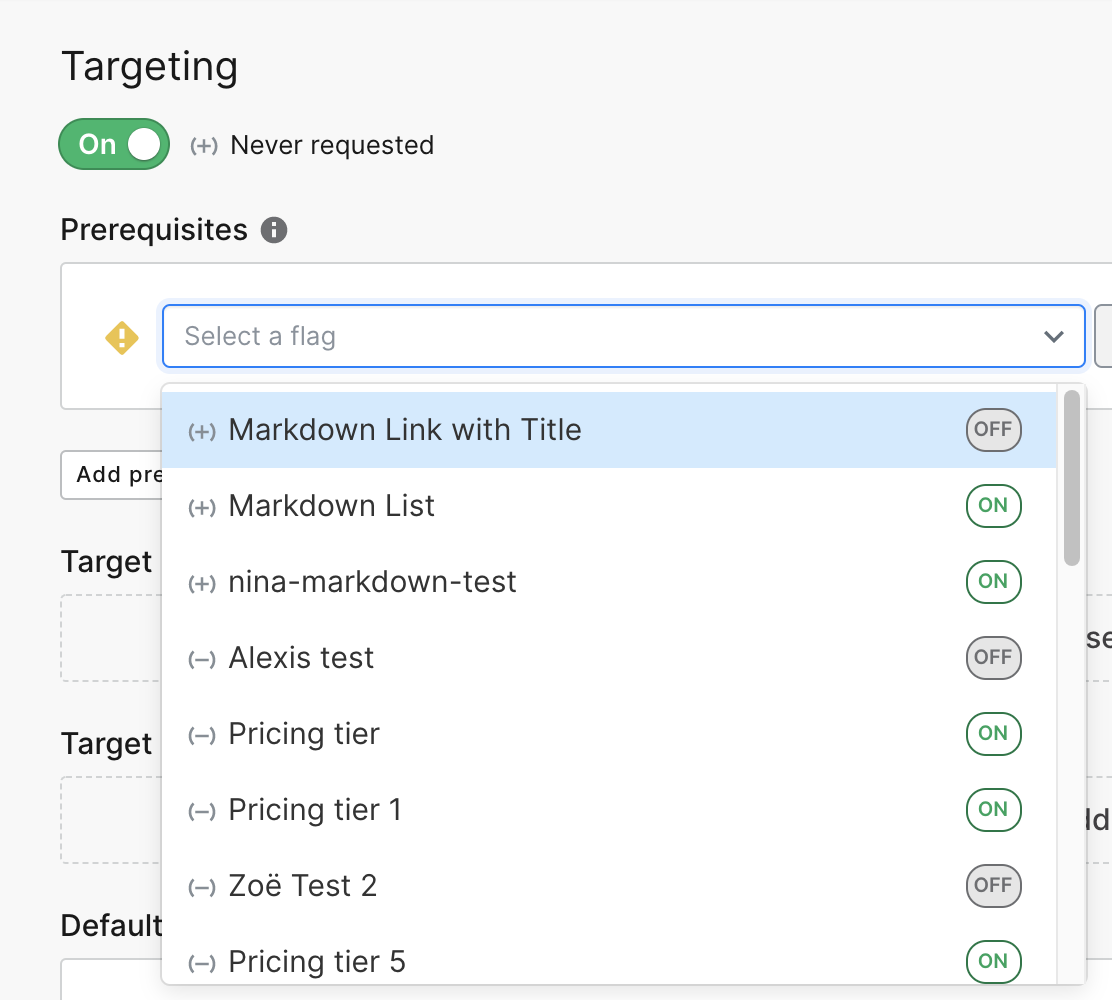 Targeting
On (+) Never requested
Prerequisites
Select a flag
(+) Markdown Link with Title OFF
(+) Markdown List ON
Add pre
(+) nina-markdown-test ON
Target
(–) Alexis test OFF
se
(–) Pricing tier ON
Target
(–) Pricing tier 1 ON
dd
(–) Zoë Test 2 OFF
Default
(–) Pricing tier 5 ON